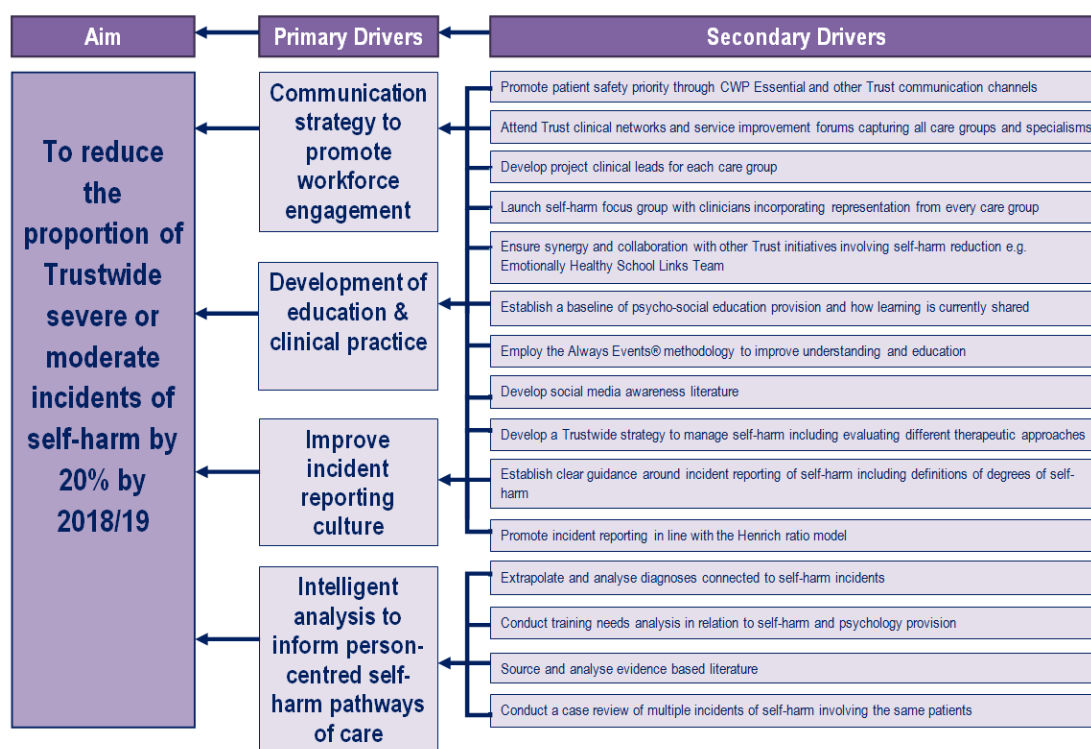 Aim
Primary Drivers
Secondary Drivers
To reduce
the
proportion of
Trustwide
severe or
moderate
incidents of
self-harm by
20% by
2018/19
Communication
strategy to
promote
workforce
engagement
Development of
education &
clinical practice
Improve
incident
reporting
culture
Intelligent
analysis to
inform person-
centred self-
harm pathways
of care
Promote patient safety priority through CWP Essential and other Trust communication channels
Attend Trust clinical networks and service improvement forums capturing all care groups and specialisms
Develop project clinical leads for each care group
Launch self-harm focus group with clinicians incorporating representation from every care group
Ensure synergy and collaboration with other Trust initiatives involving self-harm reduction e.g.
Emotionally Healthy School Links Team
Establish a baseline of psycho-social education provision and how learning is currently shared
Employ the Always Events® methodology to improve understanding and education
Develop social media awareness literature
Develop a Trustwide strategy to manage self-harm including evaluating different therapeutic approaches
Establish clear guidance around incident reporting of self-harm including definitions of degrees of self-
harm
Promote incident reporting in line with the Henrich ratio model
Extrapolate and analyse diagnoses connected to self-harm incidents
Conduct training needs analysis in relation to self-harm and psychology provision
Source and analyse evidence based literature
Conduct a case review of multiple incidents of self-harm involving the same patients